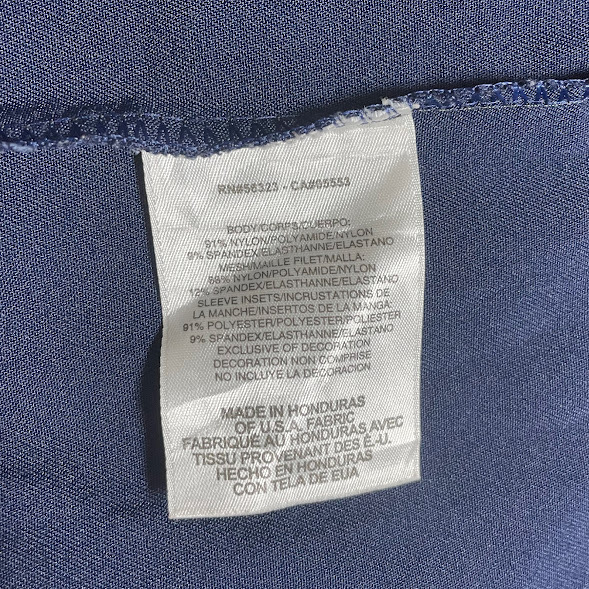 RN#56323 - CA#05553
BODY/CORPS/CUERPO:
91% NYLON/POLYAMIDE/NYLON
9% SPANDEX/ELASTHANNE/ELASTANO
MESH/MAILLE FILET/MALLA:
88% NYLON/POLYAMIDE/NYLON
12% SPANDEX/ELASTHANNE/ELASTANO
SLEEVE INSETS/INCRUSTATIONS DE
LA MANCHE/INSERTOS DE LA MANGA:
91% POLYESTER/POLYESTER/POLIESTER
9% SPANDEX/ELASTHANNE/ELASTANO
EXCLUSIVE OF DECORATION
DECORATION NON COMPRISE
NO INCLUYE LA DECORACION
MADE IN HONDURAS
OF U.S.A. FABRIC
FABRIQUÉ AU HONDURAS AVEC
TISSU PROVENANT DES É.-U.
HECHO EN HONDURAS
CON TELA DE EUA